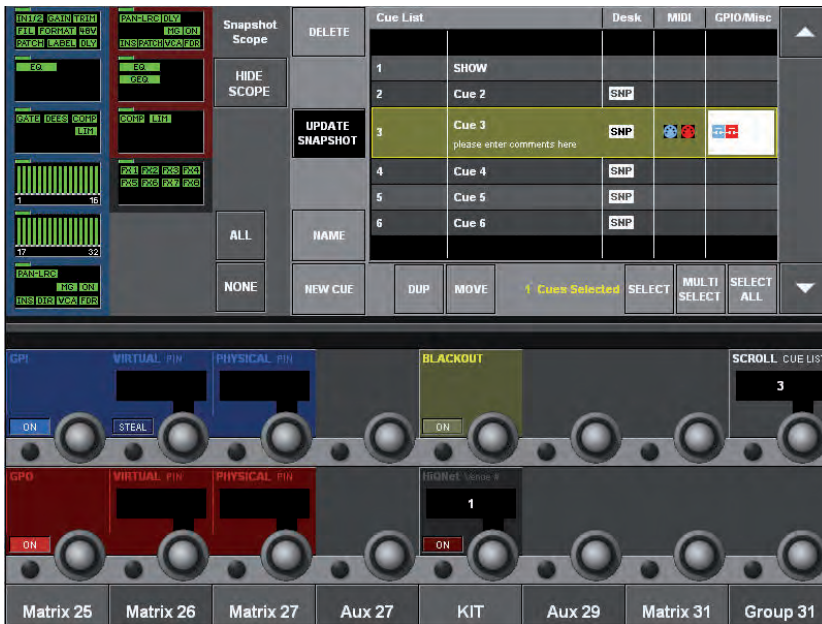 IN1/2 GAIN TRIM
FIL FORMAT 48V
PATCH LABEL DLY
PAN-LRC DLY
MG ON
INS PATCH VCA FDR
Snapshot
Scope
DELETE
Cue List Desk MIDI GPIO/Misc
EQ
EQ
GEQ
HIDE
SCOPE
1 SHOW
2 Cue 2 SNP
GATE DEES COMP
LIM
COMP LIM
UPDATE
SNAPSHOT
3 Cue 3 SNP
please enter comments here
1 16
FX1 FX2 FX3 FX4
FX5 FX6 FX7 FX8
4 Cue 4 SNP
5 Cue 5 SNP
6 Cue 6 SNP
17 32
ALL
NAME
PAN-LRC
MG ON
INS DIR VCA FDR
NONE
NEW CUE
DUP
MOVE
1 Cues Selected
SELECT
MULTI
SELECT
SELECT
ALL
GPI VIRTUAL PIN PHYSICAL PIN BLACKOUT SCROLL CUE LIS
3
ON STEAL ON
GPO VIRTUAL PIN PHYSICAL PIN HiQNet Venue #
1
ON ON
Matrix 25 Matrix 26 Matrix 27 Aux 27 KIT Aux 29 Matrix 31 Group 31